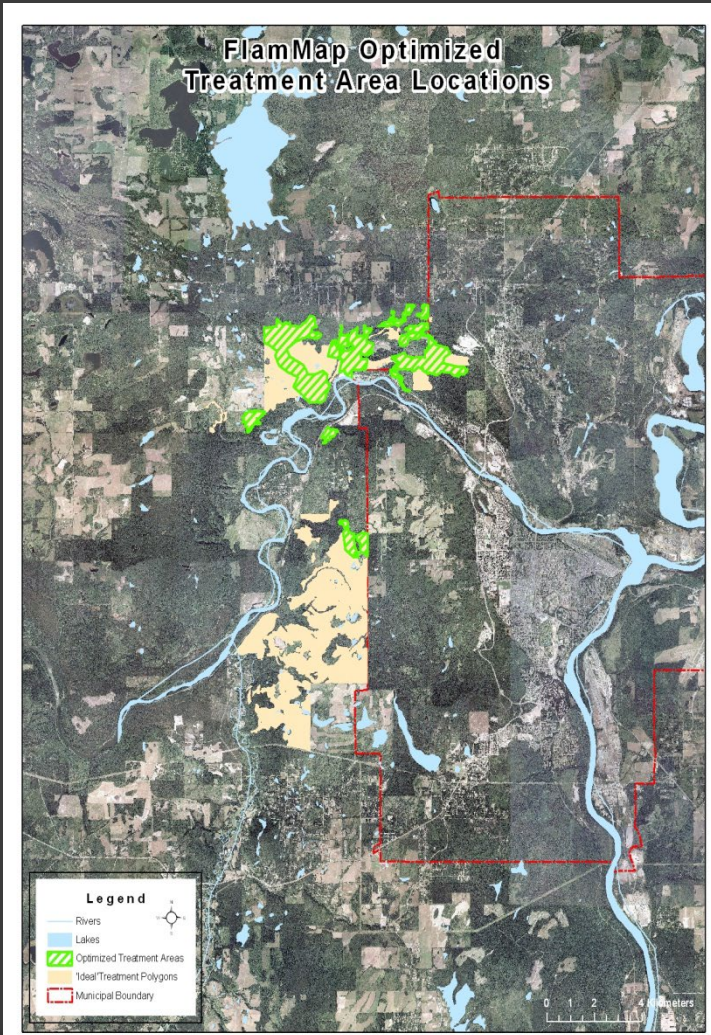 FlamMap Optimized
Treatment Area Locations
Legend
N
Rivers
Lakes
Optimized Treatment Areas
'Ideal'Treatment Polygons
Municipal Boundary
0 1 2 4 Kilometers